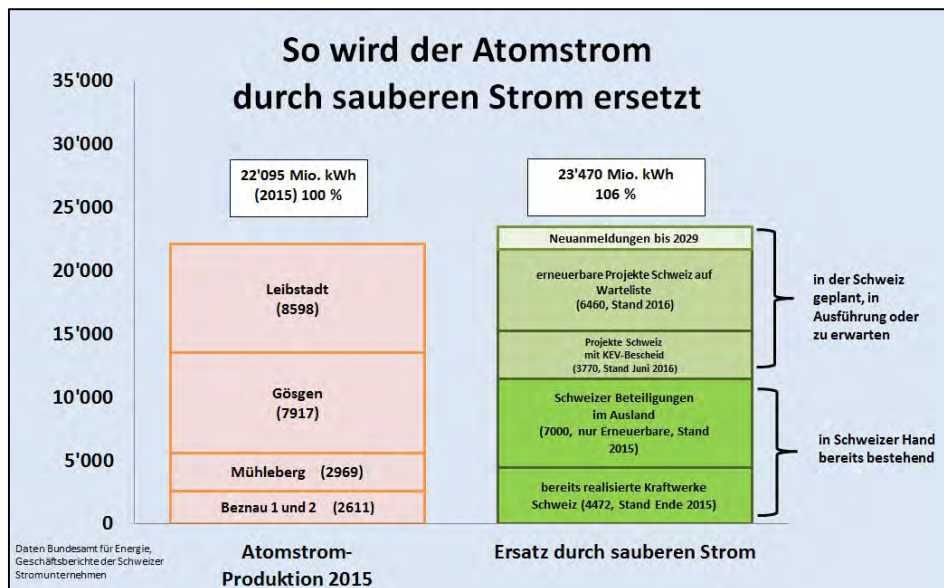 So wird der Atomstrom
durch sauberen Strom ersetzt
35'000
30'000
25'000
20'000
15'000
10'000
5'000
0
22'095 Mio. kWh
(2015) 100 %
Leibstadt
(8598)
Gösgen
(7917)
Mühleberg (2969)
Beznau 1 und 2 (2611)
23'470 Mio. kWh
106 %
Neuanmeldungen bis 2029
erneuerbare Projekte Schweiz auf
Warteliste
(6460, Stand 2016)
Projekte Schweiz
mit KEV-Bescheid
(3770, Stand Juni 2016)
Schweizer Beteiligungen
im Ausland
(7000, nur Erneuerbare, Stand
2015)
bereits realisierte Kraftwerke
Schweiz (4472, Stand Ende 2015)
in der Schweiz
geplant, in
Ausführung oder
zu erwarten
in Schweizer Hand
bereits bestehend
Atomstrom-
Produktion 2015
Ersatz durch sauberen Strom
Daten Bundesamt für Energie,
Geschäftsberichte der Schweizer
Stromunternehmen